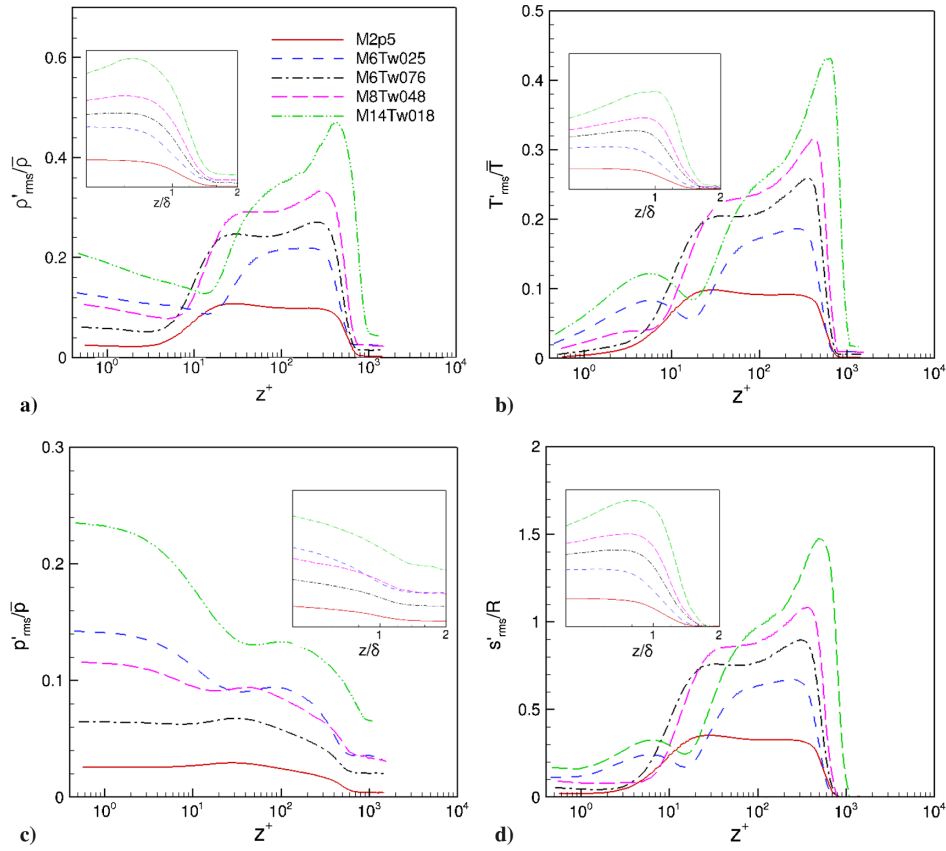 0.6
0.4
0.2
0
ρ'rms/ρ̅
M2p5
M6Tw025
M6Tw076
M8Tw048
M14Tw018
1
2
z/δ
10⁰
10¹
10²
10³
10⁴
z⁺
a)
0.5
0.4
0.3
0.2
0.1
0
T'rms/T̅
1
2
z/δ
10⁰
10¹
10²
10³
10⁴
z⁺
b)
0.3
0.2
0.1
0
p'rms/p̅
1
2
z/δ
10⁰
10¹
10²
10³
10⁴
z⁺
c)
2
1.5
1
0.5
0
s'rms/R
1
2
z/δ
10⁰
10¹
10²
10³
10⁴
z⁺
d)